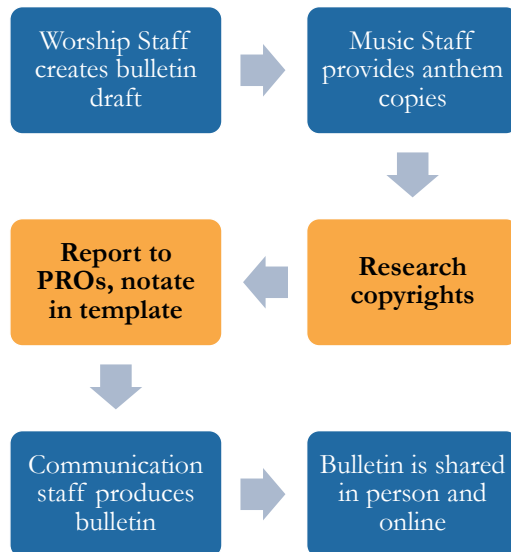 Worship Staff
creates bulletin
draft
Music Staff
provides anthem
copies
Research
copyrights
Report to
PROs, notate
in template
Communication
staff produces
bulletin
Bulletin is shared
in person and
online